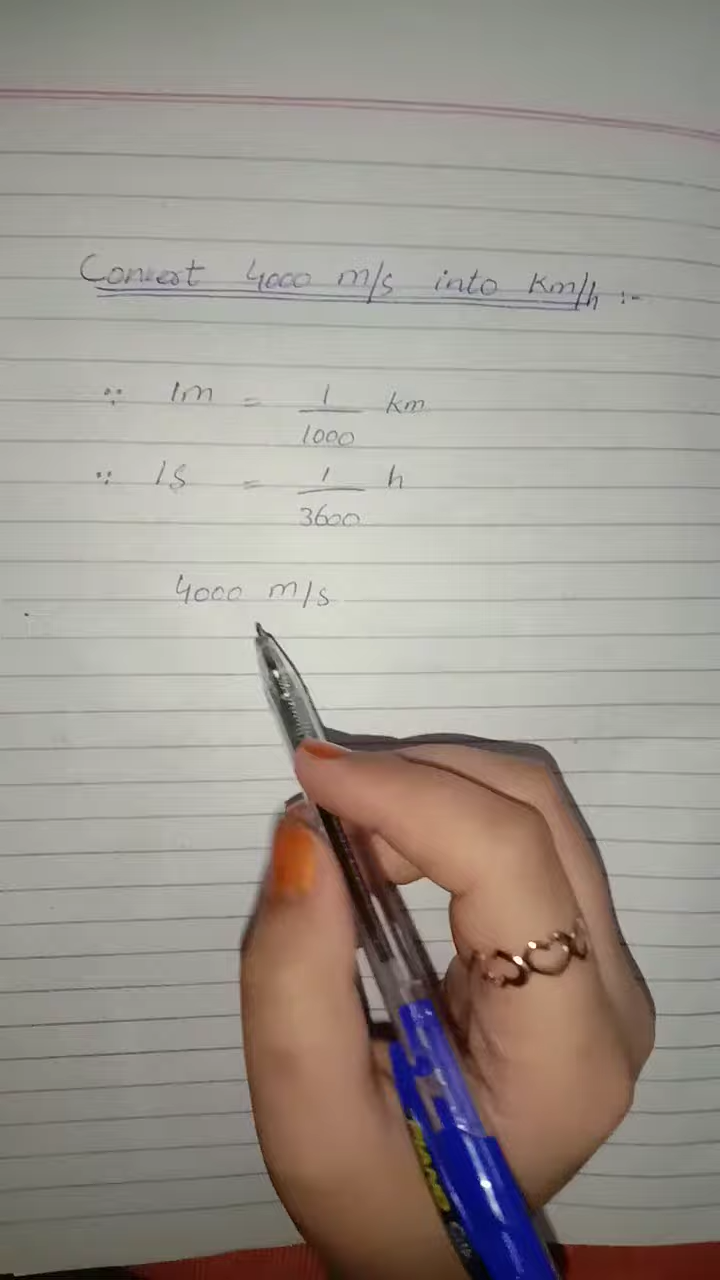 Convert 4000 m/s into Km/h :-
∵ 1m = 1/1000 km
∵ 1s = 1/3600 h
4000 m/s